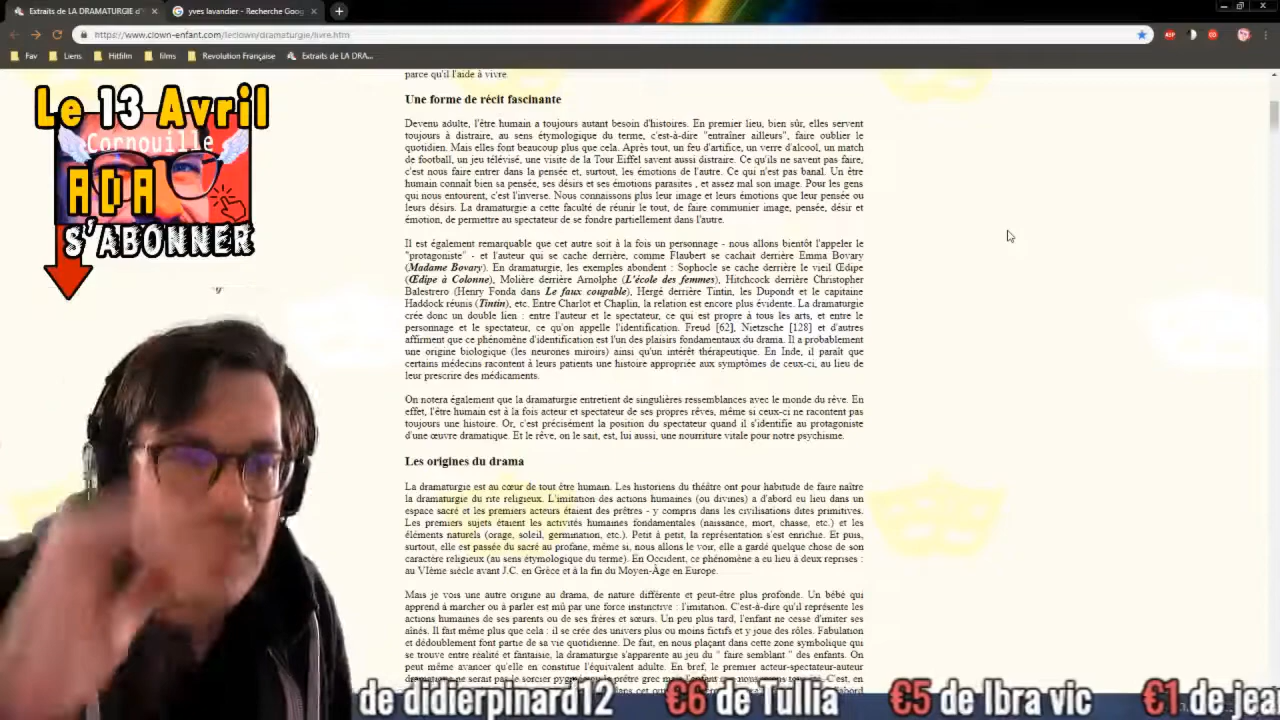 Extraits de LA DRAMATURGIE d'
yves lavandier - Recherche Goog
https://www.clown-enfant.com/leclown/dramaturgie/livre.htm
Fav
Liens
Hitfilm
films
Revolution Française
Extraits de LA DRA...
parce qu'il l'aide à vivre.
Une forme de récit fascinante
Devenu adulte, l'être humain a toujours autant besoin d'histoires. En premier lieu, bien sûr, elles servent
toujours à distraire, au sens étymologique du terme, c'est-à-dire "entraîner ailleurs", faire oublier le
quotidien. Mais elles font beaucoup plus que cela. Après tout, un feu d'artifice, un verre d'alcool, un match
de football, un jeu télévisé, une visite de la Tour Eiffel savent aussi distraire. Ce qu'ils ne savent pas faire,
c'est nous faire entrer dans la pensée et, surtout, les émotions de l'autre. Ce qui n'est pas banal. Un être
humain connaît bien sa pensée, ses désirs et ses émotions parasites , et assez mal son image. Pour les gens
qui nous entourent, c'est l'inverse. Nous connaissons plus leur image et leurs émotions que leur pensée ou
leurs désirs. La dramaturgie a cette faculté de réunir le tout, de faire communier image, pensée, désir et
émotion, de permettre au spectateur de se fondre partiellement dans l'autre.
Il est également remarquable que cet autre soit à la fois un personnage - nous allons bientôt l'appeler le
"protagoniste" - et l'auteur qui se cache derrière, comme Flaubert se cachait derrière Emma Bovary
(Madame Bovary). En dramaturgie, les exemples abondent : Sophocle se cache derrière le vieil Œdipe
(Œdipe à Colonne), Molière derrière Arnolphe (L'école des femmes), Hitchcock derrière Christopher
Balestrero (Henry Fonda dans Le faux coupable), Hergé derrière Tintin, les Dupondt et le capitaine
Haddock réunis (Tintin), etc. Entre Charlot et Chaplin, la relation est encore plus évidente. La dramaturgie
crée donc un double lien : entre l'auteur et le spectateur, ce qui est propre à tous les arts, et entre le
personnage et le spectateur, ce qu'on appelle l'identification. Freud [62], Nietzsche [128] et d'autres
affirment que ce phénomène d'identification est l'un des plaisirs fondamentaux du drama. Il a probablement
une origine biologique (les neurones miroirs) ainsi qu'un intérêt thérapeutique. En Inde, il paraît que
certains médecins racontent à leurs patients une histoire appropriée aux symptômes de ceux-ci, au lieu de
leur prescrire des médicaments.
On notera également que la dramaturgie entretient de singulières ressemblances avec le monde du rêve. En
effet, l'être humain est à la fois acteur et spectateur de ses propres rêves, même si ceux-ci ne racontent pas
toujours une histoire. Or, c'est précisément la position du spectateur quand il s'identifie au protagoniste
d'une œuvre dramatique. Et le rêve, on le sait, est, lui aussi, une nourriture vitale pour notre psychisme.
Les origines du drama
La dramaturgie est au cœur de tout être humain. Les historiens du théâtre ont pour habitude de faire naître
la dramaturgie du rite religieux. L'imitation des actions humaines (ou divines) a d'abord eu lieu dans un
espace sacré et les premiers acteurs étaient des prêtres - y compris dans les civilisations dites primitives.
Les premiers sujets étaient les activités humaines fondamentales (naissance, mort, chasse, etc.) et les
éléments naturels (orage, soleil, germination, etc.). Petit à petit, la représentation s'est enrichie. Et puis,
surtout, elle est passée du sacré au profane, même si, nous allons le voir, elle a gardé quelque chose de son
caractère religieux (au sens étymologique du terme). En Occident, ce phénomène a eu lieu à deux reprises :
au VIème siècle avant J.C. en Grèce et à la fin du Moyen-Âge en Europe.
Mais je vois une autre origine au drama, de nature différente et peut-être plus profonde. Un bébé qui
apprend à marcher ou à parler est mû par une force instinctive : l'imitation. C'est-à-dire qu'il représente les
actions humaines de ses parents ou de ses frères et sœurs. Un peu plus tard, l'enfant ne cesse d'imiter ses
aînés. Il fait même plus que cela : il se crée des univers plus ou moins fictifs et y joue des rôles. Fabulation
et dédoublement font partie de sa vie quotidienne. De fait, en nous plaçant dans cette zone symbolique qui
se trouve entre réalité et fantaisie, la dramaturgie s'apparente au jeu du " faire semblant " des enfants. On
peut même avancer qu'elle en constitue l'équivalent adulte. En bref, le premier acteur-spectateur-auteur
Le 13 Avril
Cornouille
ADA
S'ABONNER
de didierpinard12 €6 de Tullia €5 de Ibra vic €1 de jea